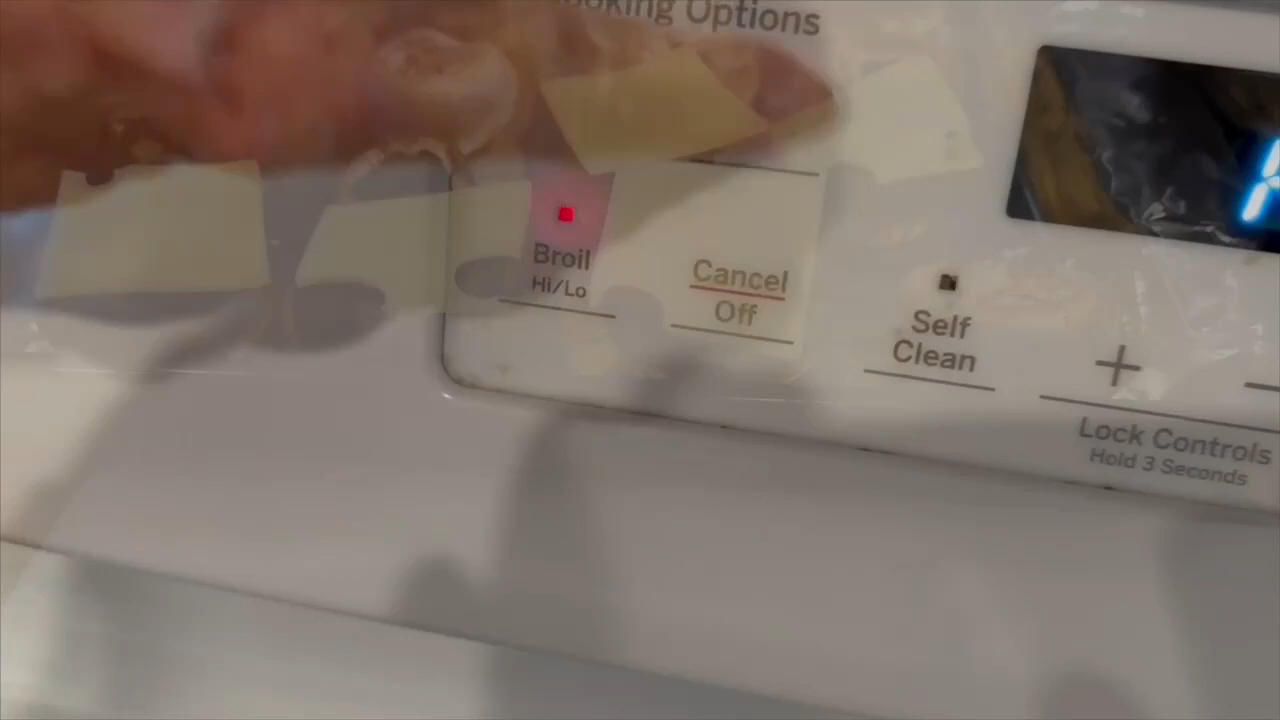 Options
Broil
Hi/Lo
Cancel
Off
Self
Clean
+
Lock Controls
Hold 3 Seconds